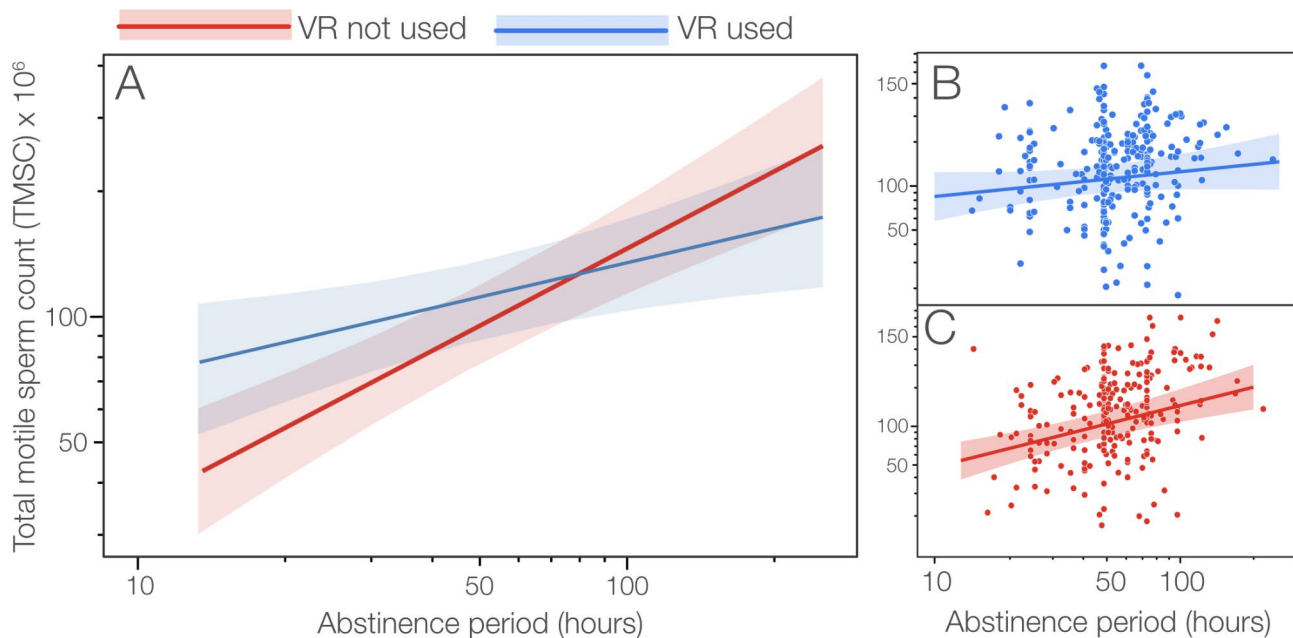 VR not used
VR used
Total motile sperm count (TMSC) x 10⁶
A
100
50
10
50
100
Abstinence period (hours)
B
150
100
50
C
150
100
50
10
50
100
Abstinence period (hours)